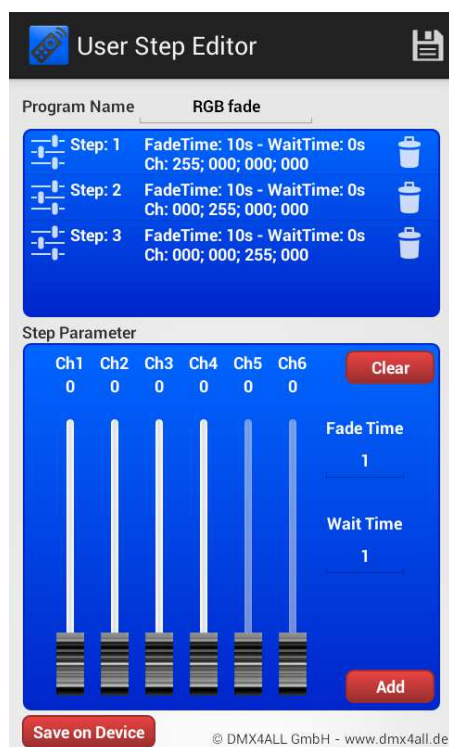 User Step Editor
Program Name RGB fade
Step: 1 FadeTime: 10s - WaitTime: 0s
Ch: 255; 000; 000; 000
Step: 2 FadeTime: 10s - WaitTime: 0s
Ch: 000; 255; 000; 000
Step: 3 FadeTime: 10s - WaitTime: 0s
Ch: 000; 000; 255; 000
Step Parameter
Ch1 Ch2 Ch3 Ch4 Ch5 Ch6 Clear
0 0 0 0 0 0
Fade Time
1
Wait Time
1
Add
Save on Device
© DMX4ALL GmbH - www.dmx4all.de